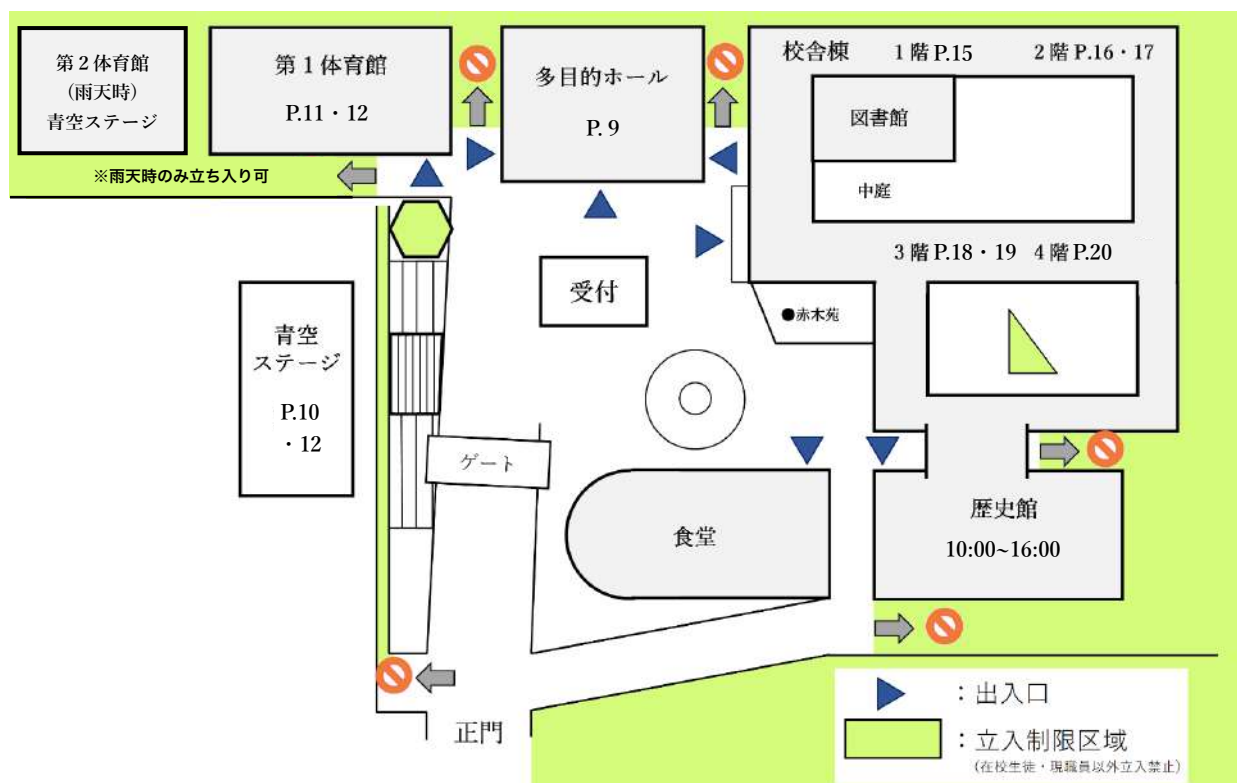 第２体育館
（雨天時）
青空ステージ
第１体育館
P.11・12
※雨天時のみ立ち入り可
多目的ホール
P. 9
校舎棟 １階 P.15 ２階 P.16・17
図書館
中庭
３階 P.18・19 ４階 P.20
受付
●赤木苑
青空
ステージ
P.10
・12
ゲート
食堂
歴史館
10:00~16:00
正門
：出入口
：立入制限区域
(在校生徒・現職員以外立入禁止)